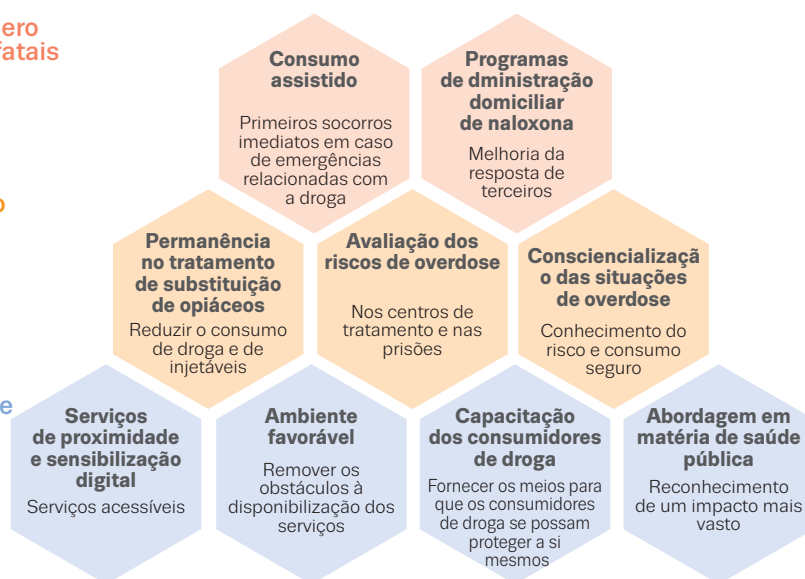 ero
fatais
Consumo
assistido
Primeiros socorros
imediatos em caso
de emergências
relacionadas com
a droga
Programas
de dministração
domiciliar
de naloxona
Melhoria da
resposta de
terceiros
o
Permanência
no tratamento
de substituição
de opiáceos
Reduzir o consumo
de droga e de
injetáveis
Avaliação dos
riscos de overdose
Nos centros de
tratamento e nas
prisões
Consciencializaçã
o das situações
de overdose
Conhecimento do
risco e consumo
seguro
e
Serviços
de proximidade
e sensibilização
digital
Serviços acessíveis
Ambiente
favorável
Remover os
obstáculos à
disponibilização dos
serviços
Capacitação
dos consumidores
de droga
Fornecer os meios para
que os consumidores
de droga se possam
proteger a si
mesmos
Abordagem em
matéria de saúde
pública
Reconhecimento
de um impacto mais
vasto